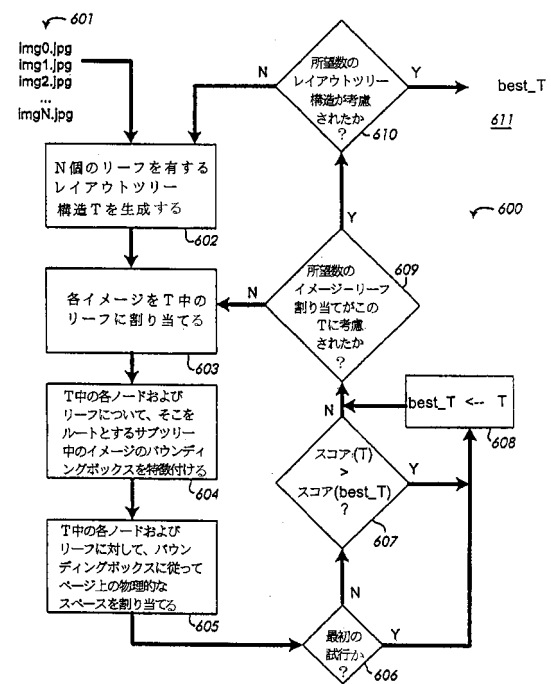 601
img0.jpg
img1.jpg
img2.jpg
...
imgN.jpg
N個のリーフを有する
レイアウトツリー
構造Tを生成する
602
各イメージをT中の
リーフに割り当てる
603
T中の各ノードおよび
リーフについて、そこを
ルートとするサブツリー
中のイメージのバウンディ
ングボックスを特徴付ける
604
T中の各ノードおよび
リーフに対して、バウン
ディングボックスに従って
ページ上の物理的な
スペースを割り当てる
605
最初の
試行か
?
606
N
Y
スコア(T)
>
スコア(best_T)
?
607
N
Y
best_T <-- T
608
所望数の
イメージーリーフ
割り当てがこの
Tに考慮
されたか
?
609
N
Y
所望数の
レイアウトツリー
構造が考慮
されたか
?
610
N
Y
best_T
611
600